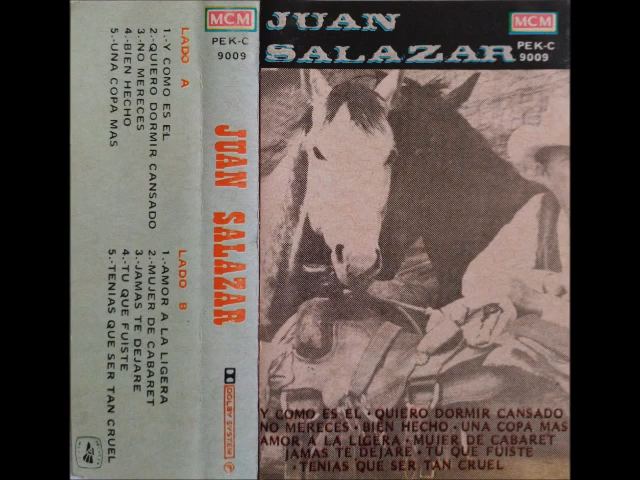 LADO A
1.-Y COMO ES EL
2.-QUIERO DORMIR CANSADO
3.-NO MERECES
4.-BIEN HECHO
5.-UNA COPA MAS
LADO B
1.-AMOR A LA LIGERA
2.-MUJER DE CABARET
3.-JAMAS TE DEJARE
4.-TU QUE FUISTE
5.-TENIAS QUE SER TAN CRUEL
MCM
PEK-C
9009
JUAN SALAZAR
DOLBY SYSTEM
JUAN
SALAZAR
MCM
PEK-C
9009
Y COMO ES EL · QUIERO DORMIR CANSADO
NO MERECES · BIEN HECHO · UNA COPA MAS
AMOR A LA LIGERA · MUJER DE CABARET
JAMAS TE DEJARE · TU QUE FUISTE
· TENIAS QUE SER TAN CRUEL